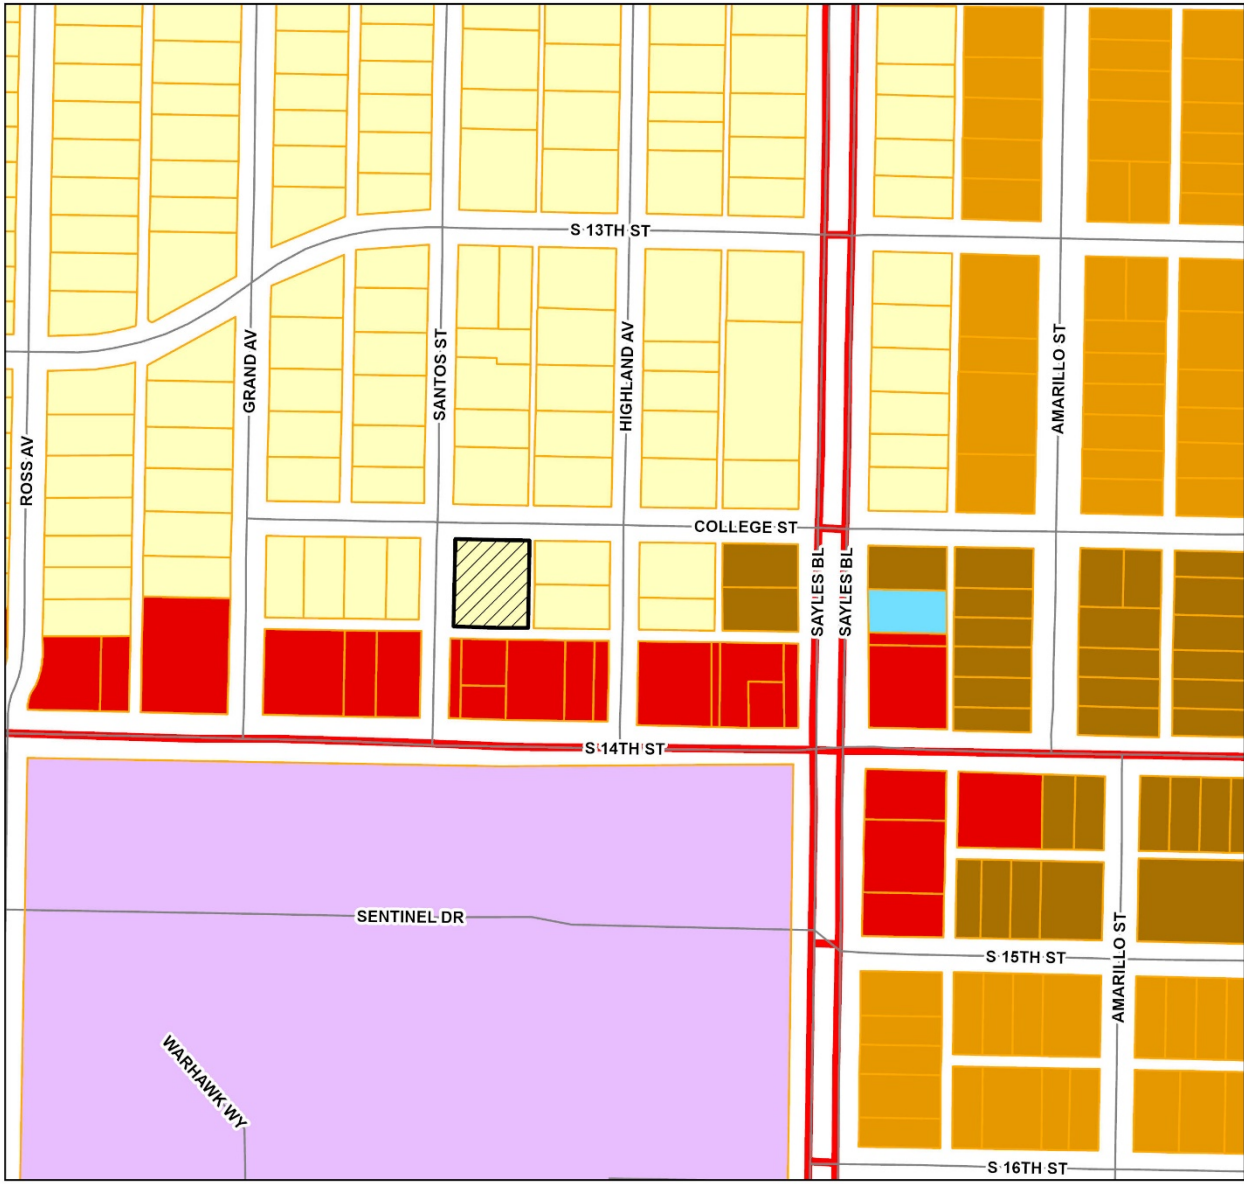 S 13TH ST
GRAND AV
SANTOS ST
HIGHLAND AV
AMARILLO ST
ROSS AV
COLLEGE ST
SAYLES BL
SAYLES BL
S 14TH ST
SENTINEL DR
S 15TH ST
AMARILLO ST
WARHAWK WY
S 16TH ST